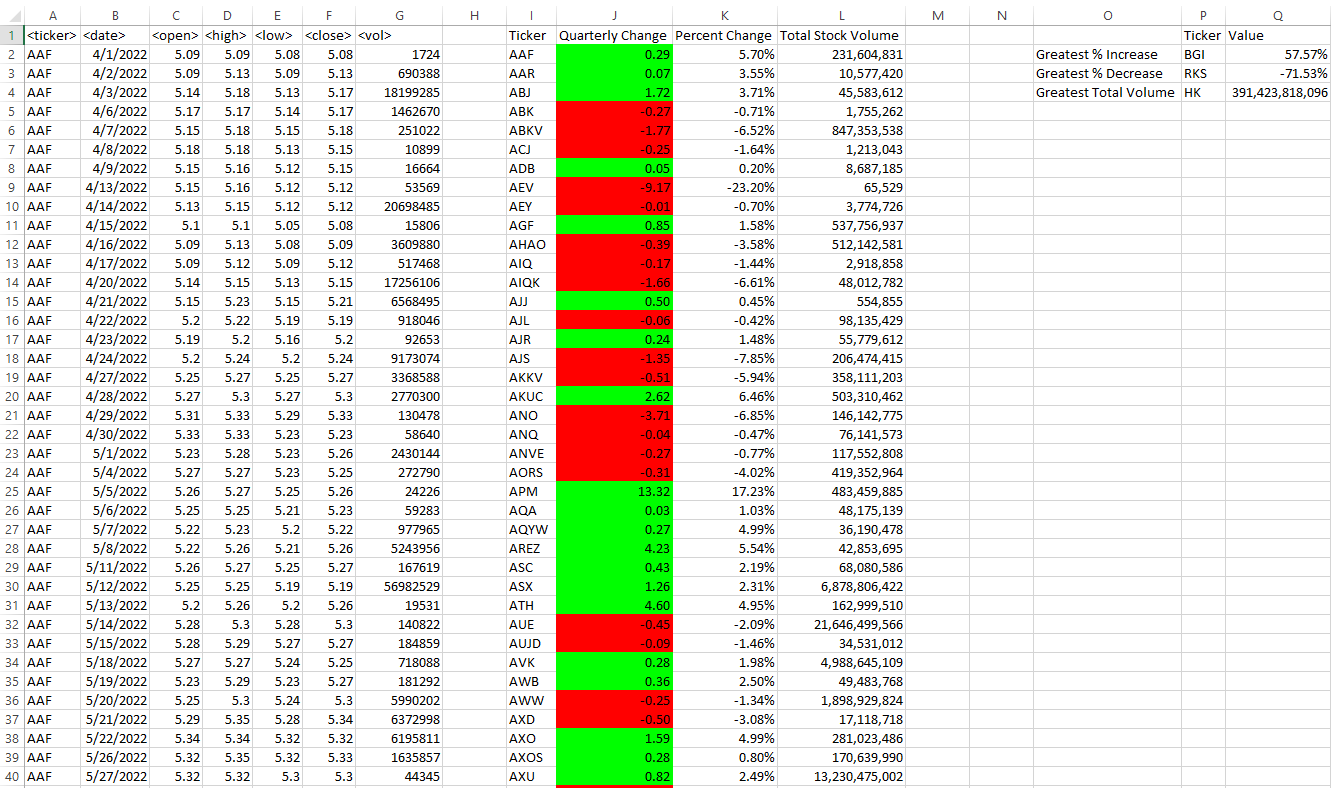 A B C D E F G H I J K L M N O P Q
1 <ticker> <date> <open> <high> <low> <close> <vol> Ticker Quarterly Change Percent Change Total Stock Volume Ticker Value
2 AAF 4/1/2022 5.09 5.09 5.08 5.08 1724 AAF 0.29 5.70% 231,604,831 Greatest % Increase BGI 57.57%
3 AAF 4/2/2022 5.09 5.13 5.09 5.13 690388 AAR 0.07 3.55% 10,577,420 Greatest % Decrease RKS -71.53%
4 AAF 4/3/2022 5.14 5.18 5.13 5.17 18199285 ABJ 1.72 3.71% 45,583,612 Greatest Total Volume HK 391,423,818,096
5 AAF 4/6/2022 5.17 5.17 5.14 5.17 1462670 ABK -0.27 -0.71% 1,755,262
6 AAF 4/7/2022 5.15 5.18 5.15 5.18 251022 ABKV -1.77 -6.52% 847,353,538
7 AAF 4/8/2022 5.18 5.18 5.13 5.15 10899 ACJ -0.25 -1.64% 1,213,043
8 AAF 4/9/2022 5.15 5.16 5.12 5.15 16664 ADB 0.05 0.20% 8,687,185
9 AAF 4/13/2022 5.15 5.16 5.12 5.12 53569 AEV -9.17 -23.20% 65,529
10 AAF 4/14/2022 5.13 5.15 5.12 5.12 20698485 AEY -0.01 -0.70% 3,774,726
11 AAF 4/15/2022 5.1 5.1 5.05 5.08 15806 AGF 0.85 1.58% 537,756,937
12 AAF 4/16/2022 5.09 5.13 5.08 5.09 3609880 AHAO -0.39 -3.58% 512,142,581
13 AAF 4/17/2022 5.09 5.12 5.09 5.12 517468 AIQ -0.17 -1.44% 2,918,858
14 AAF 4/20/2022 5.14 5.15 5.13 5.15 17256106 AIQK -1.66 -6.61% 48,012,782
15 AAF 4/21/2022 5.15 5.23 5.15 5.21 6568495 AJJ 0.50 0.45% 554,855
16 AAF 4/22/2022 5.2 5.22 5.19 5.19 918046 AJL -0.06 -0.42% 98,135,429
17 AAF 4/23/2022 5.19 5.2 5.16 5.2 92653 AJR 0.24 1.48% 55,779,612
18 AAF 4/24/2022 5.2 5.24 5.2 5.24 9173074 AJS -1.35 -7.85% 206,474,415
19 AAF 4/27/2022 5.25 5.27 5.25 5.27 3368588 AKKV -0.51 -5.94% 358,111,203
20 AAF 4/28/2022 5.27 5.3 5.27 5.3 2770300 AKUC 2.62 6.46% 503,310,462
21 AAF 4/29/2022 5.31 5.33 5.29 5.33 130478 ANO -3.71 -6.85% 146,142,775
22 AAF 4/30/2022 5.33 5.33 5.23 5.23 58640 ANQ -0.04 -0.47% 76,141,573
23 AAF 5/1/2022 5.23 5.28 5.23 5.26 2430144 ANVE -0.27 -0.77% 117,552,808
24 AAF 5/4/2022 5.27 5.27 5.23 5.25 272790 AORS -0.31 -4.02% 419,352,964
25 AAF 5/5/2022 5.26 5.27 5.25 5.26 24226 APM 13.32 17.23% 483,459,885
26 AAF 5/6/2022 5.25 5.25 5.21 5.23 59283 AQA 0.03 1.03% 48,175,139
27 AAF 5/7/2022 5.22 5.23 5.2 5.22 977965 AQYW 0.27 4.99% 36,190,478
28 AAF 5/8/2022 5.22 5.26 5.21 5.26 5243956 AREZ 4.23 5.54% 42,853,695
29 AAF 5/11/2022 5.26 5.27 5.25 5.27 167619 ASC 0.43 2.19% 68,080,586
30 AAF 5/12/2022 5.25 5.25 5.19 5.19 56982529 ASX 1.26 2.31% 6,878,806,422
31 AAF 5/13/2022 5.2 5.26 5.2 5.26 19531 ATH 4.60 4.95% 162,999,510
32 AAF 5/14/2022 5.28 5.3 5.28 5.3 140822 AUE -0.45 -2.09% 21,646,499,566
33 AAF 5/15/2022 5.28 5.29 5.27 5.27 184859 AUJD -0.09 -1.46% 34,531,012
34 AAF 5/18/2022 5.27 5.27 5.24 5.25 718088 AVK 0.28 1.98% 4,988,645,109
35 AAF 5/19/2022 5.23 5.29 5.23 5.27 181292 AWB 0.36 2.50% 49,483,768
36 AAF 5/20/2022 5.25 5.3 5.24 5.3 5990202 AWW -0.25 -1.34% 1,898,929,824
37 AAF 5/21/2022 5.29 5.35 5.28 5.34 6372998 AXD -0.50 -3.08% 17,118,718
38 AAF 5/22/2022 5.34 5.34 5.32 5.32 6195811 AXO 1.59 4.99% 281,023,486
39 AAF 5/26/2022 5.32 5.35 5.32 5.33 1635857 AXOS 0.28 0.80% 170,639,990
40 AAF 5/27/2022 5.32 5.32 5.3 5.3 44345 AXU 0.82 2.49% 13,230,475,002